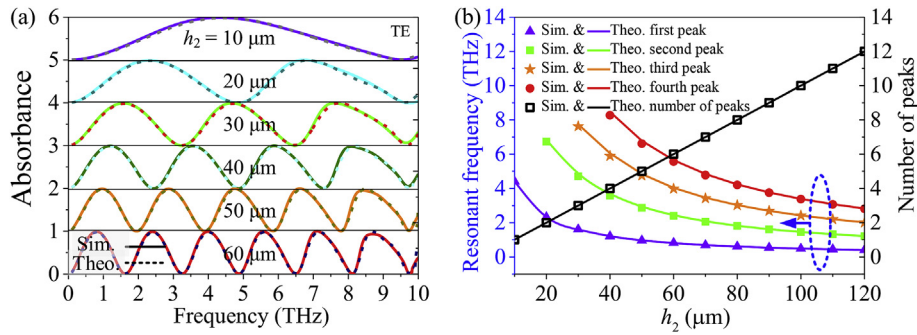 (a)
TE
Absorbance
6
5
4
3
2
1
0
h₂ = 10 μm
20 μm
30 μm
40 μm
50 μm
60 μm
Sim.
Theo.
0 1 2 3 4 5 6 7 8 9 10
Frequency (THz)
(b)
Resonant frequency (THz)
14
12
10
8
6
4
2
0
Sim. & Theo. first peak
Sim. & Theo. second peak
Sim. & Theo. third peak
Sim. & Theo. fourth peak
Sim. & Theo. number of peaks
14
12
10
8
6
4
2
0
Number of peaks
20 40 60 80 100 120
h₂ (μm)